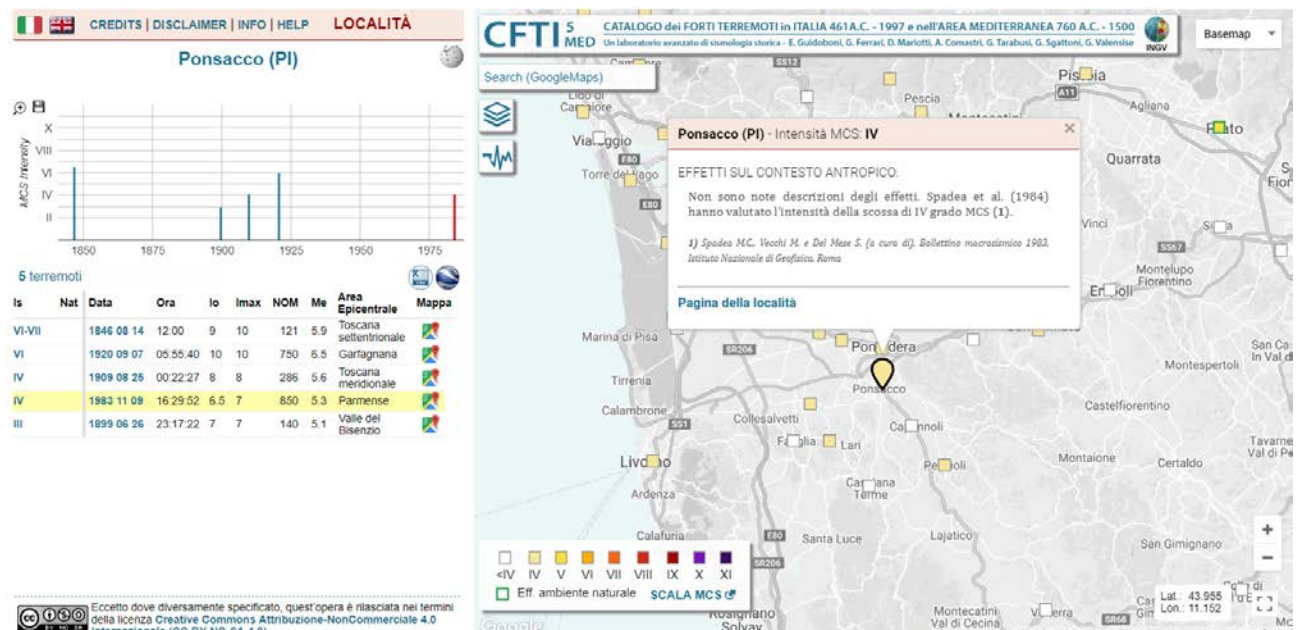 CREDITS | DISCLAIMER | INFO | HELP
LOCALITÀ
Ponsacco (PI)
MCS Intensity
X
VIII
VI
IV
II
1850 1875 1900 1925 1950 1975
5 terremoti
Is Nat Data Ora Io Imax NOM Me Area Epicentrale Mappa
VI-VII 1846 08 14 12:00 9 10 121 5.9 Toscana settentrionale
VI 1920 09 07 05:55:40 10 10 750 6.5 Garfagnana
IV 1909 08 25 00:22:27 8 8 286 5.6 Toscana meridionale
IV 1983 11 09 16:29:52 6.5 7 850 5.3 Parmense
III 1899 06 26 23:17:22 7 7 140 5.1 Valle del Bisenzio
Eccetto dove diversamente specificato, quest'opera è rilasciata nei termini
della licenza Creative Commons Attribuzione-NonCommerciale 4.0
CFTI 5 MED
CATALOGO dei FORTI TERREMOTI in ITALIA 461 A.C. - 1997 e nell'AREA MEDITERRANEA 760 A.C. - 1500
Un laboratorio avanzato di sismologia storica - E. Guidoboni, G. Ferrari, D. Mariotti, A. Comastri, G. Tarabusi, G. Sgattoni, G. Valensise
INGV
Basemap
Search (GoogleMaps)
SS12
Pescia
A11
Agliana
E80
Quarrata
E80
Vinci
SS67
Montelupo
Fiorentino
Ponsacco (PI) - Intensità MCS: IV
EFFETTI SUL CONTESTO ANTROPICO:
Non sono note descrizioni degli effetti. Spadea et al. (1984)
hanno valutato l'intensità della scossa di IV grado MCS (1).
1) Spadea M.C., Vecchi M. e Del Mese S. (a cura di), Bollettino macrosismico 1983.
Istituto Nazionale di Geofisica. Roma
Pagina della località
Marina di Pisa
SR206
Montespertoli
Tirrenia
Ponsacco
Calambrone
Collesalvetti
Castelfiorentino
SS1
Lari
Montaione
Certaldo
Ardenza
Terme
Calafuria
E80
Santa Luce
Lajatico
San Gimignano
SR206
<IV IV V VI VII VIII IX X XI
Eff. ambiente naturale SCALA MCS
Lat.: 43.955
Lon.: 11.152
Rosignano
Solvay
Montecatini
Val di Cecina
SR68
Google